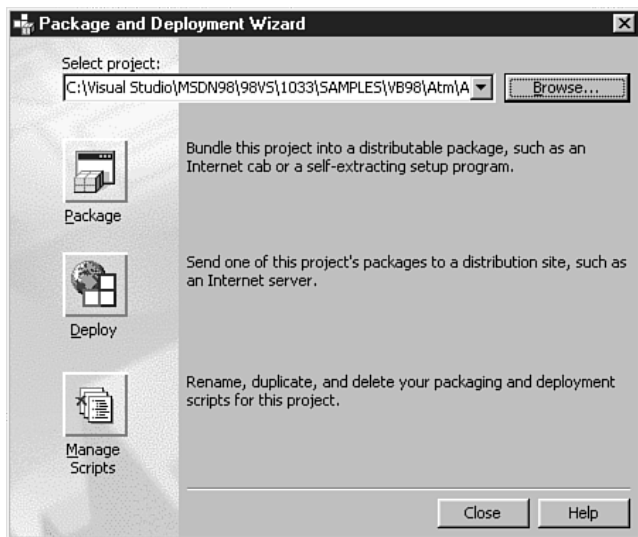 Package and Deployment Wizard
Select project:
C:\Visual Studio\MSDN98\98VS\1033\SAMPLES\VB98\Atm\A
Browse...
Package
Bundle this project into a distributable package, such as an
Internet cab or a self-extracting setup program.
Deploy
Send one of this project's packages to a distribution site, such as
an Internet server.
Manage
Scripts
Rename, duplicate, and delete your packaging and deployment
scripts for this project.
Close
Help